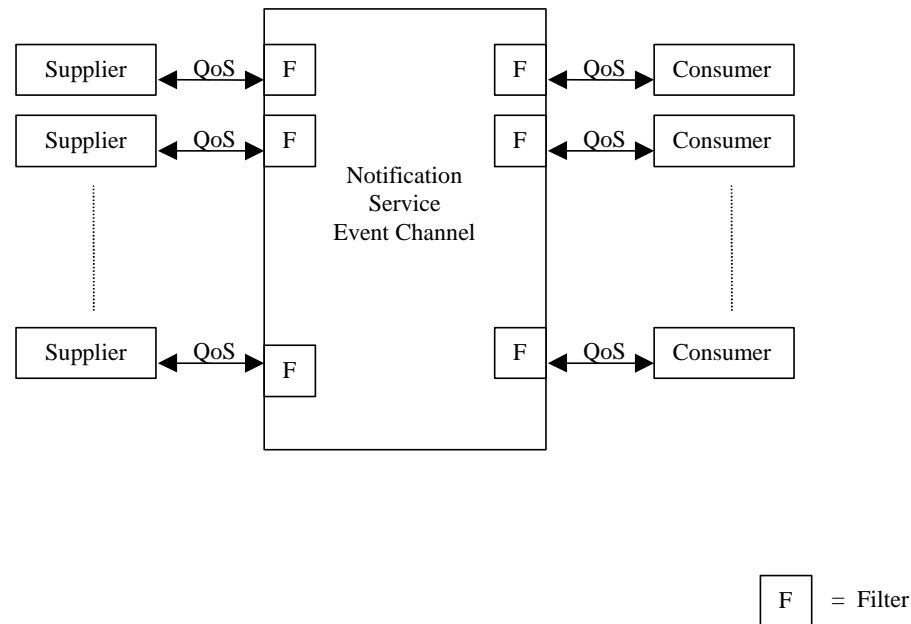 Supplier QoS F F QoS Consumer
Supplier QoS F F QoS Consumer
Notification
Service
Event Channel
Supplier QoS F F QoS Consumer
F = Filter